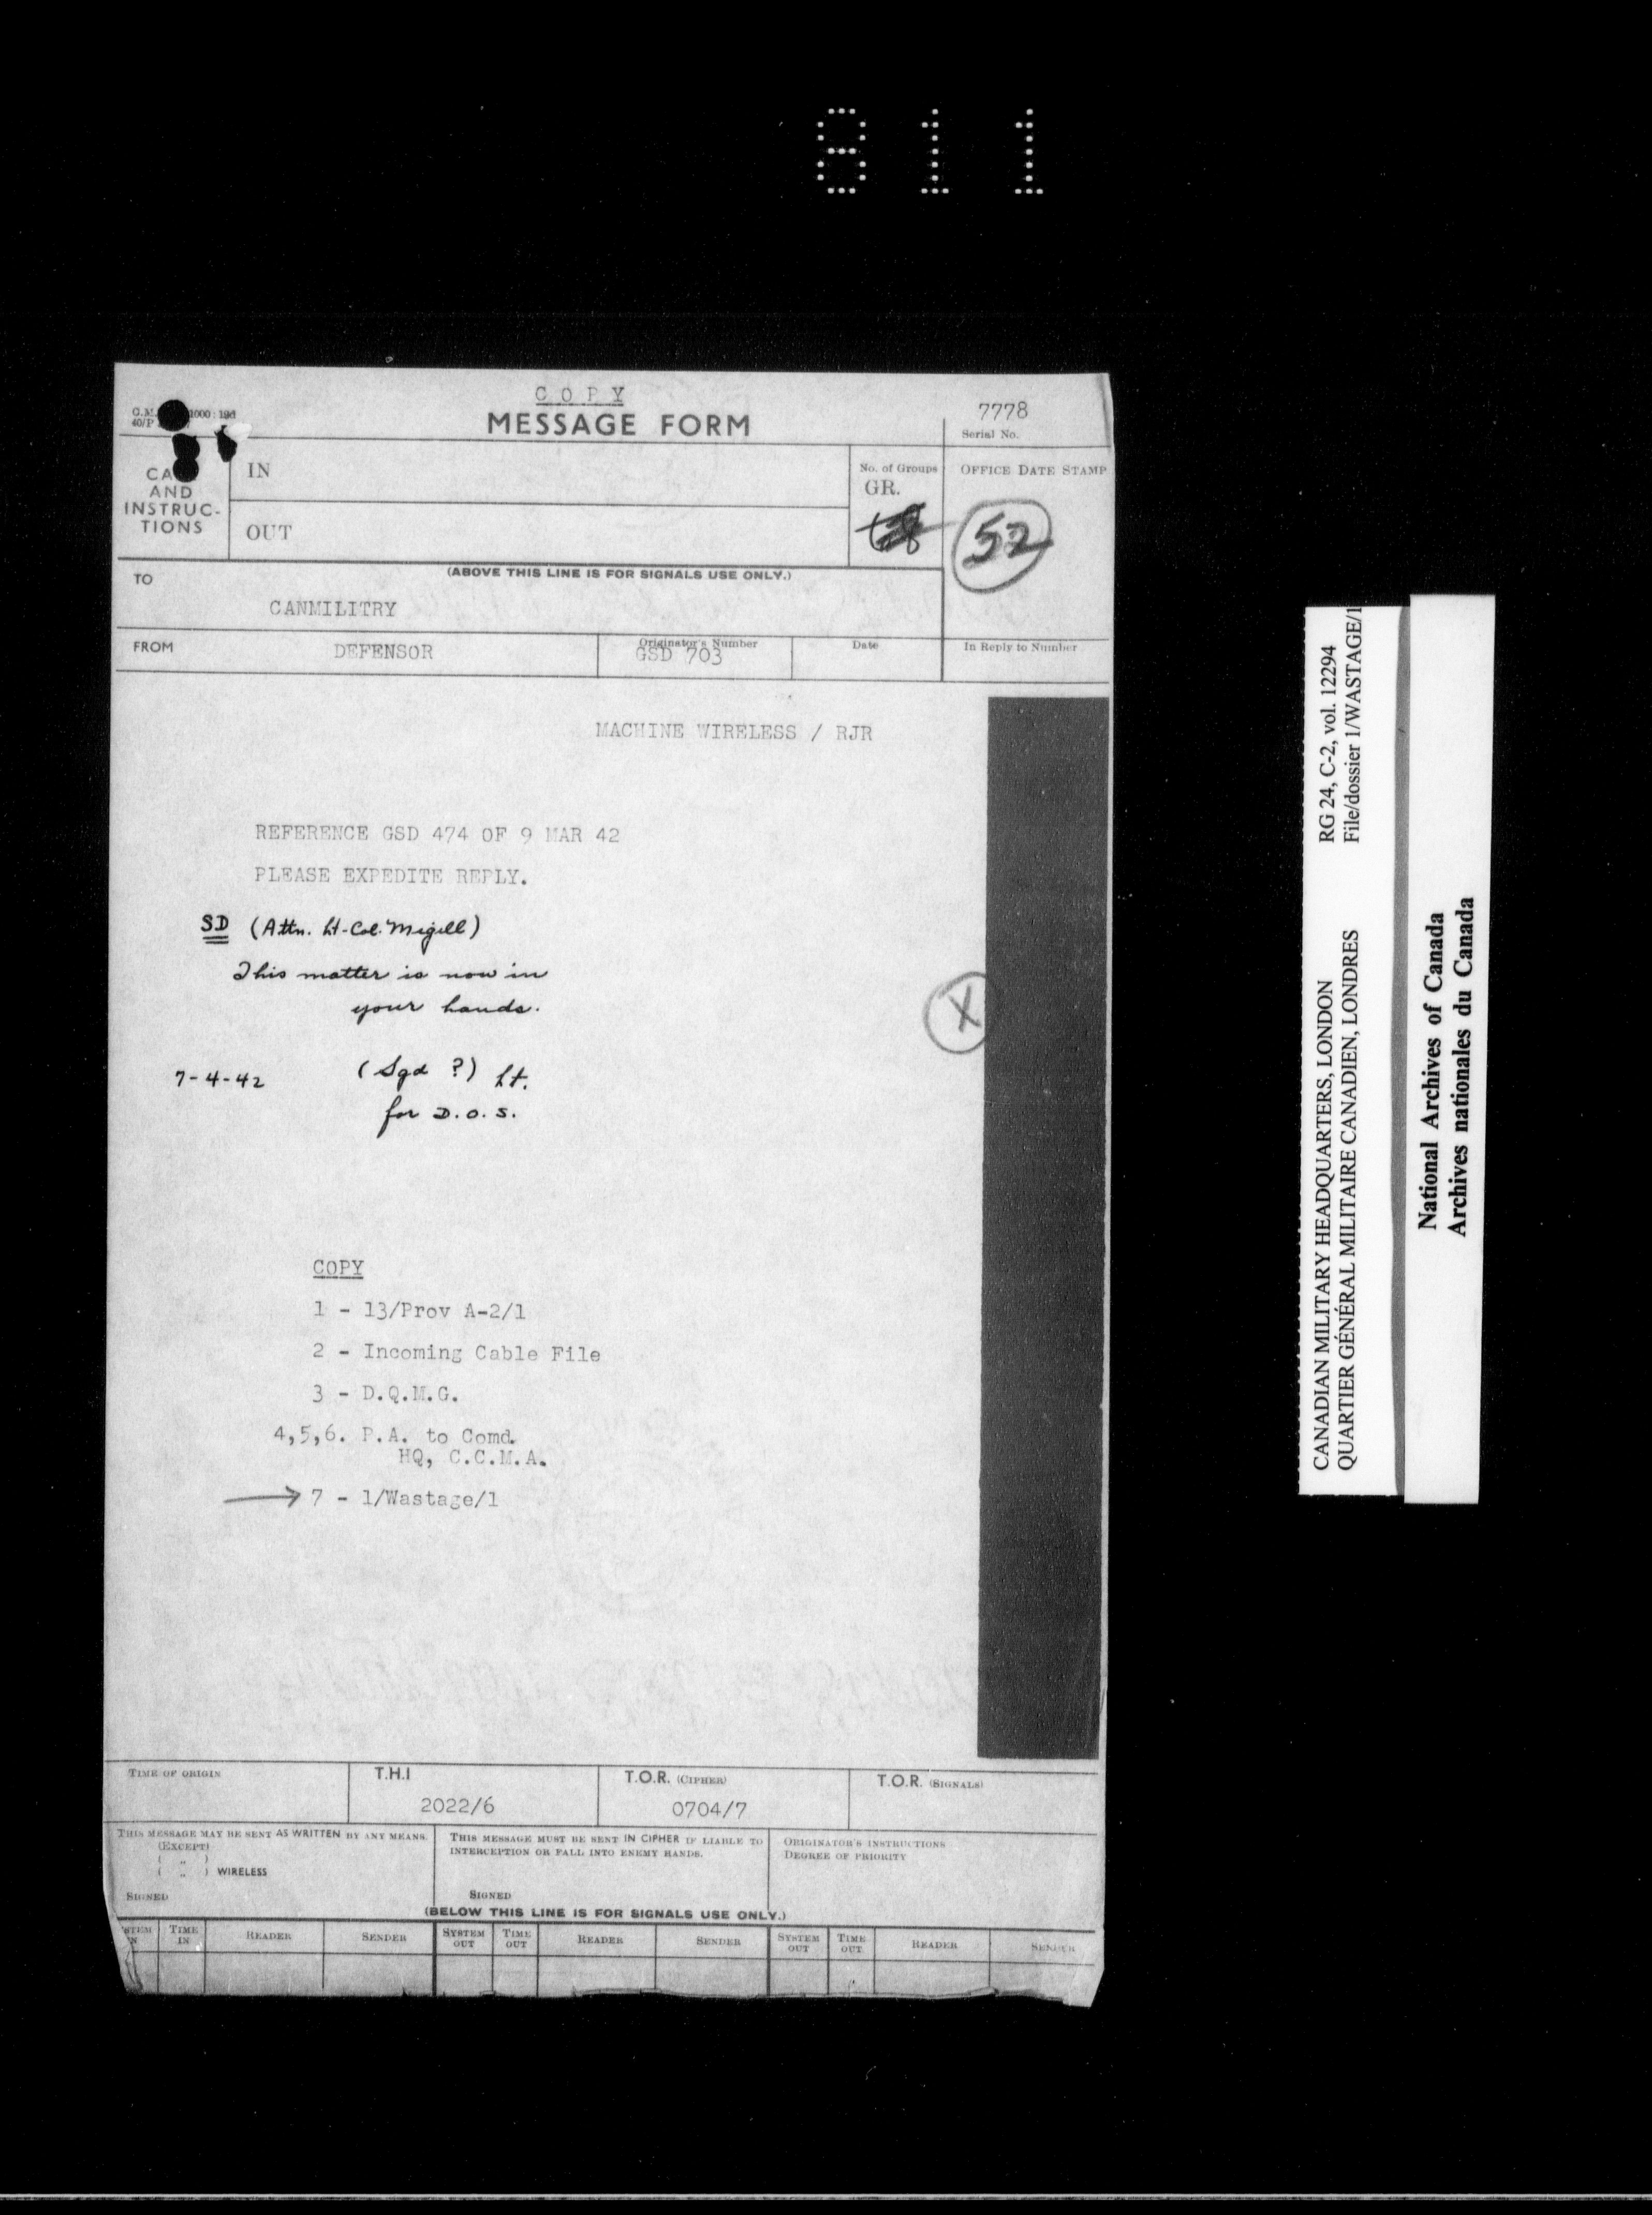 811
COPY
MESSAGE FORM
7778
Serial No.
1000: 19d
40/P
CA
AND
INSTRUC-
TIONS
IN
OUT
No. of Groups
GR.
OFFICE DATE STAMP
52
(ABOVE THIS LINE IS FOR SIGNALS USE ONLY.)
TO
CANMILITRY
FROM
DEFENSOR
Originator's Number
GSD 703
Date
In Reply to Number
MACHINE WIRELESS / RJR
REFERENCE GSD 474 OF 9 MAR 42
PLEASE EXPEDITE REPLY.
SD (Attn. Lt-Col. Megill)
This matter is now in
your hands.
X
7-4-42 (Sgd ?) Lt.
for D.O.S.
COPY
1 - 13/Prov A-2/1
2 - Incoming Cable File
3 - D.Q.M.G.
4,5,6. P.A. to Comd.
HQ, C.C.M.A.
7 - 1/Wastage/1
TIME OF ORIGIN
T.H.I
2022/6
T.O.R. (CIPHER)
0704/7
T.O.R. (SIGNALS)
THIS MESSAGE MAY BE SENT AS WRITTEN BY ANY MEANS.
(EXCEPT)
( " )
( " ) WIRELESS
SIGNED
THIS MESSAGE MUST BE SENT IN CIPHER IF LIABLE TO
INTERCEPTION OR FALL INTO ENEMY HANDS.
SIGNED
ORIGINATOR'S INSTRUCTIONS
DEGREE OF PRIORITY
(BELOW THIS LINE IS FOR SIGNALS USE ONLY.)
TIME IN READER SENDER SYSTEM OUT TIME OUT READER SENDER SYSTEM OUT TIME OUT READER SENDER
CANADIAN MILITARY HEADQUARTERS, LONDON RG 24, C-2, vol. 12294
QUARTIER GÉNÉRAL MILITAIRE CANADIEN, LONDRES File/dossier 1/WASTAGE/1
National Archives of Canada
Archives nationales du Canada